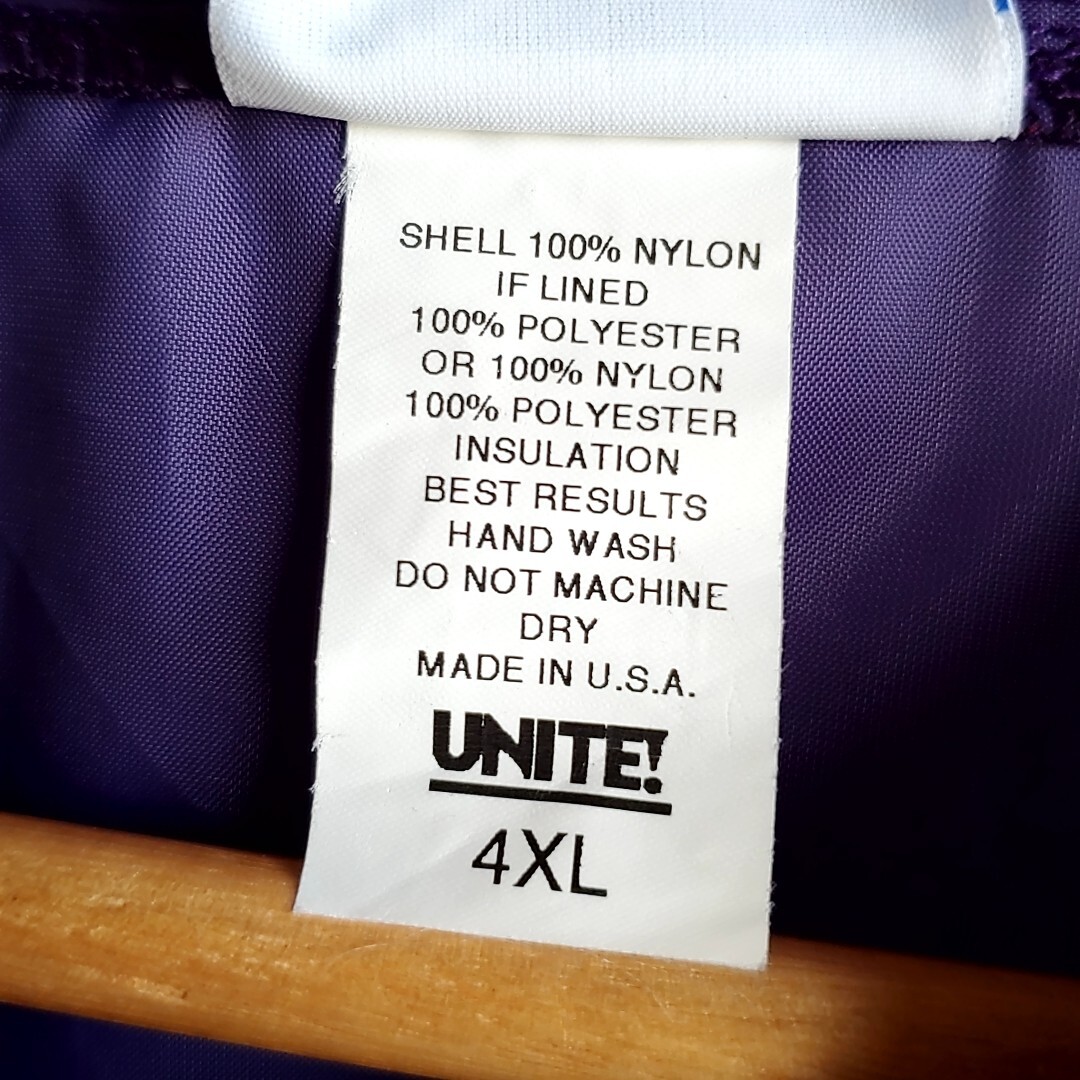 SHELL 100% NYLON
IF LINED
100% POLYESTER
OR 100% NYLON
100% POLYESTER
INSULATION
BEST RESULTS
HAND WASH
DO NOT MACHINE
DRY
MADE IN U.S.A.
UNITE!
4XL